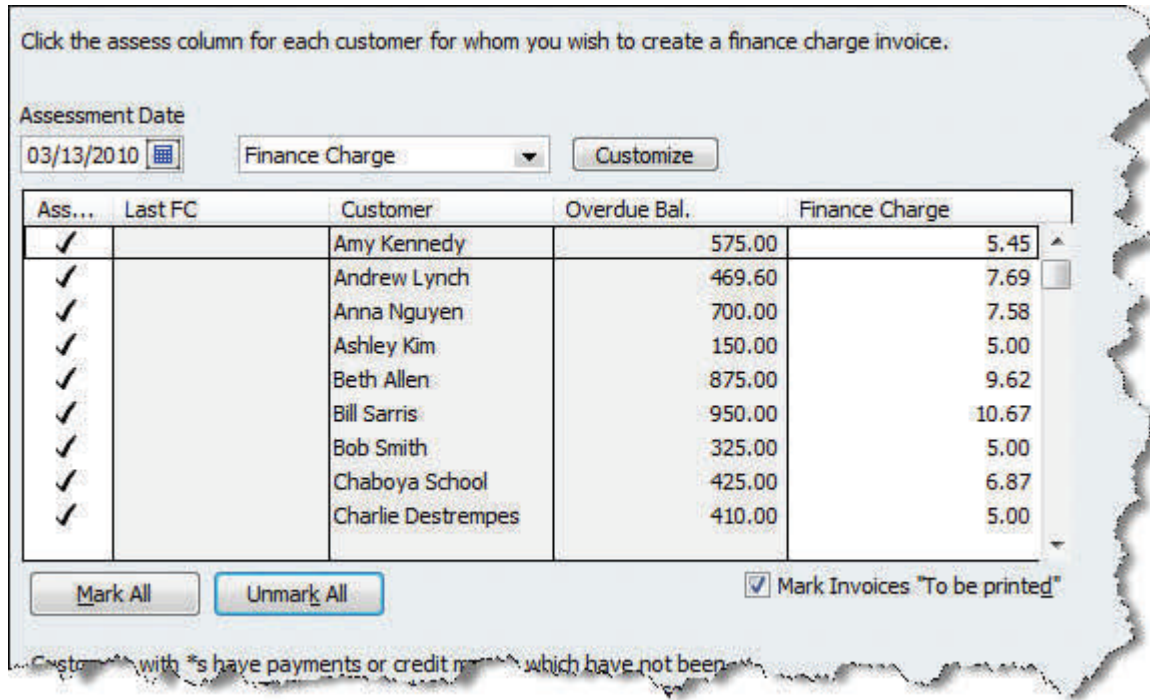 Click the assess column for each customer for whom you wish to create a finance charge invoice.
Assessment Date
03/13/2010 Finance Charge Customize
Ass... Last FC Customer Overdue Bal. Finance Charge
Amy Kennedy 575.00 5.45
Andrew Lynch 469.60 7.69
Anna Nguyen 700.00 7.58
Ashley Kim 150.00 5.00
Beth Allen 875.00 9.62
Bill Sarris 950.00 10.67
Bob Smith 325.00 5.00
Chaboya School 425.00 6.87
Charlie Destrempes 410.00 5.00
Mark All Unmark All Mark Invoices "To be printed"
with *s have payments or credit which have not been